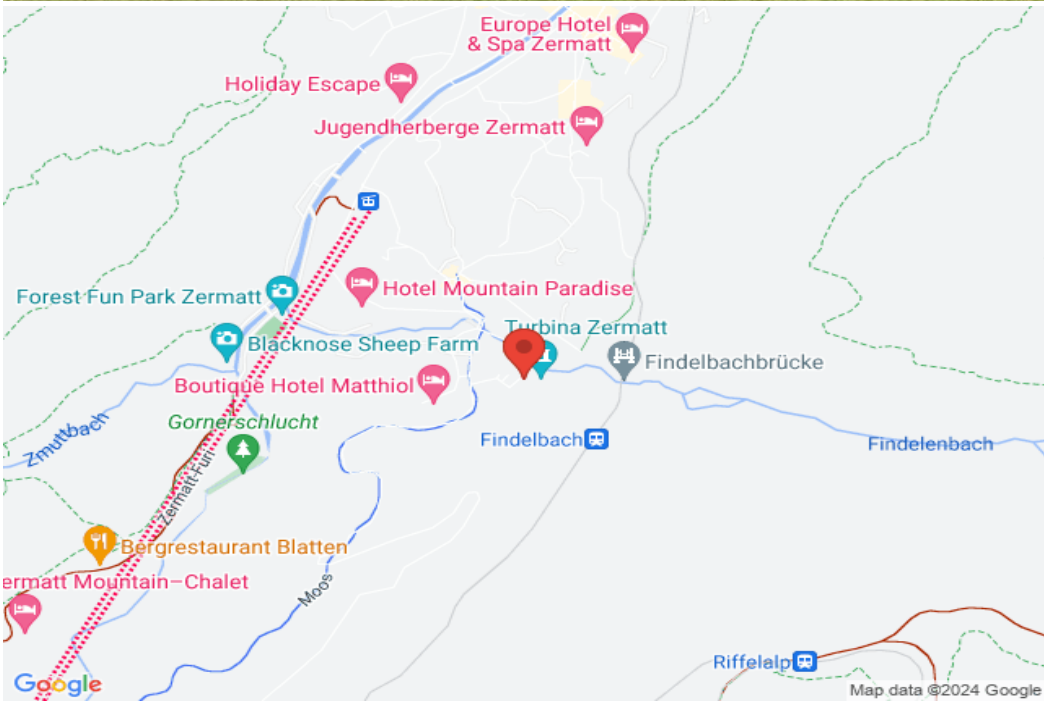 Europe Hotel
& Spa Zermatt
Holiday Escape
Jugendherberge Zermatt
Forest Fun Park Zermatt
Hotel Mountain Paradise
Turbina Zermatt
Blacknose Sheep Farm
Findelbachbrücke
Boutique Hotel Matthiol
Gornerschlucht
Zmuttbach
Findelbach
Findelenbach
Zermatt-Furi
Bergrestaurant Blatten
ermatt Mountain-Chalet
Moos
Riffelalp
Google
Map data ©2024 Google